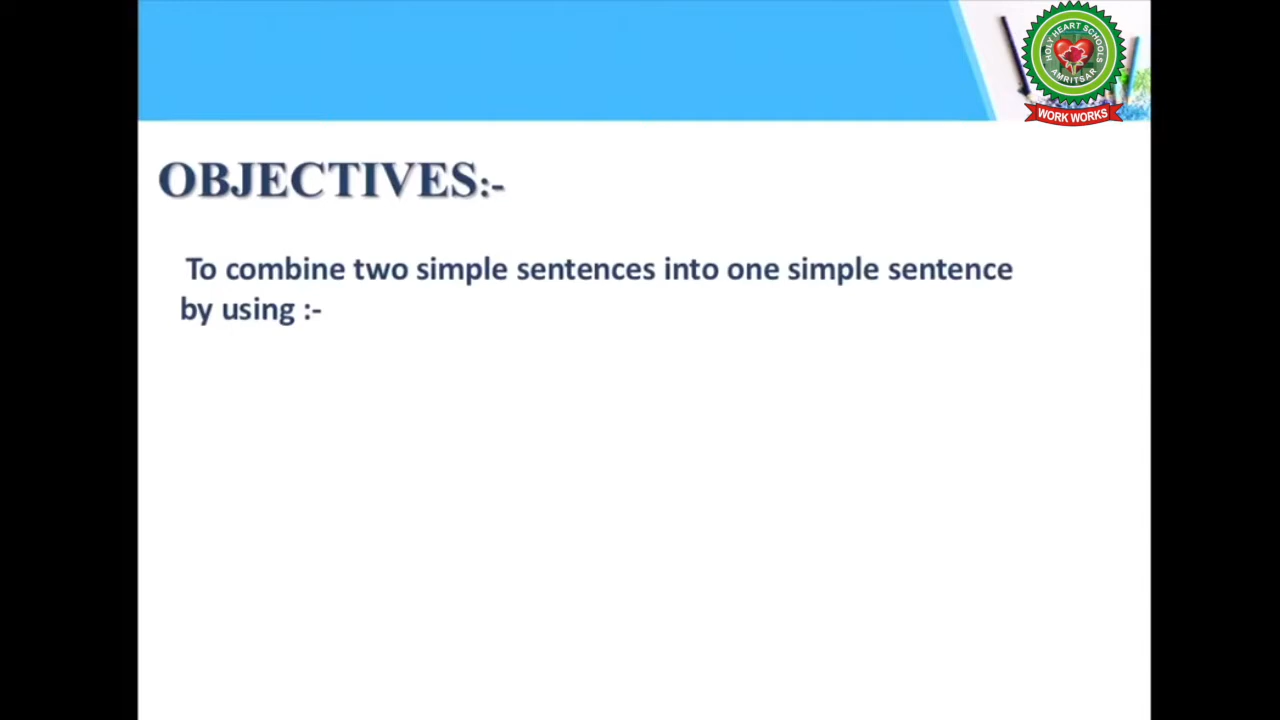 HOLY HEART SCHOOLS
AMRITSAR
WORK WORKS
OBJECTIVES:-
To combine two simple sentences into one simple sentence
by using :-